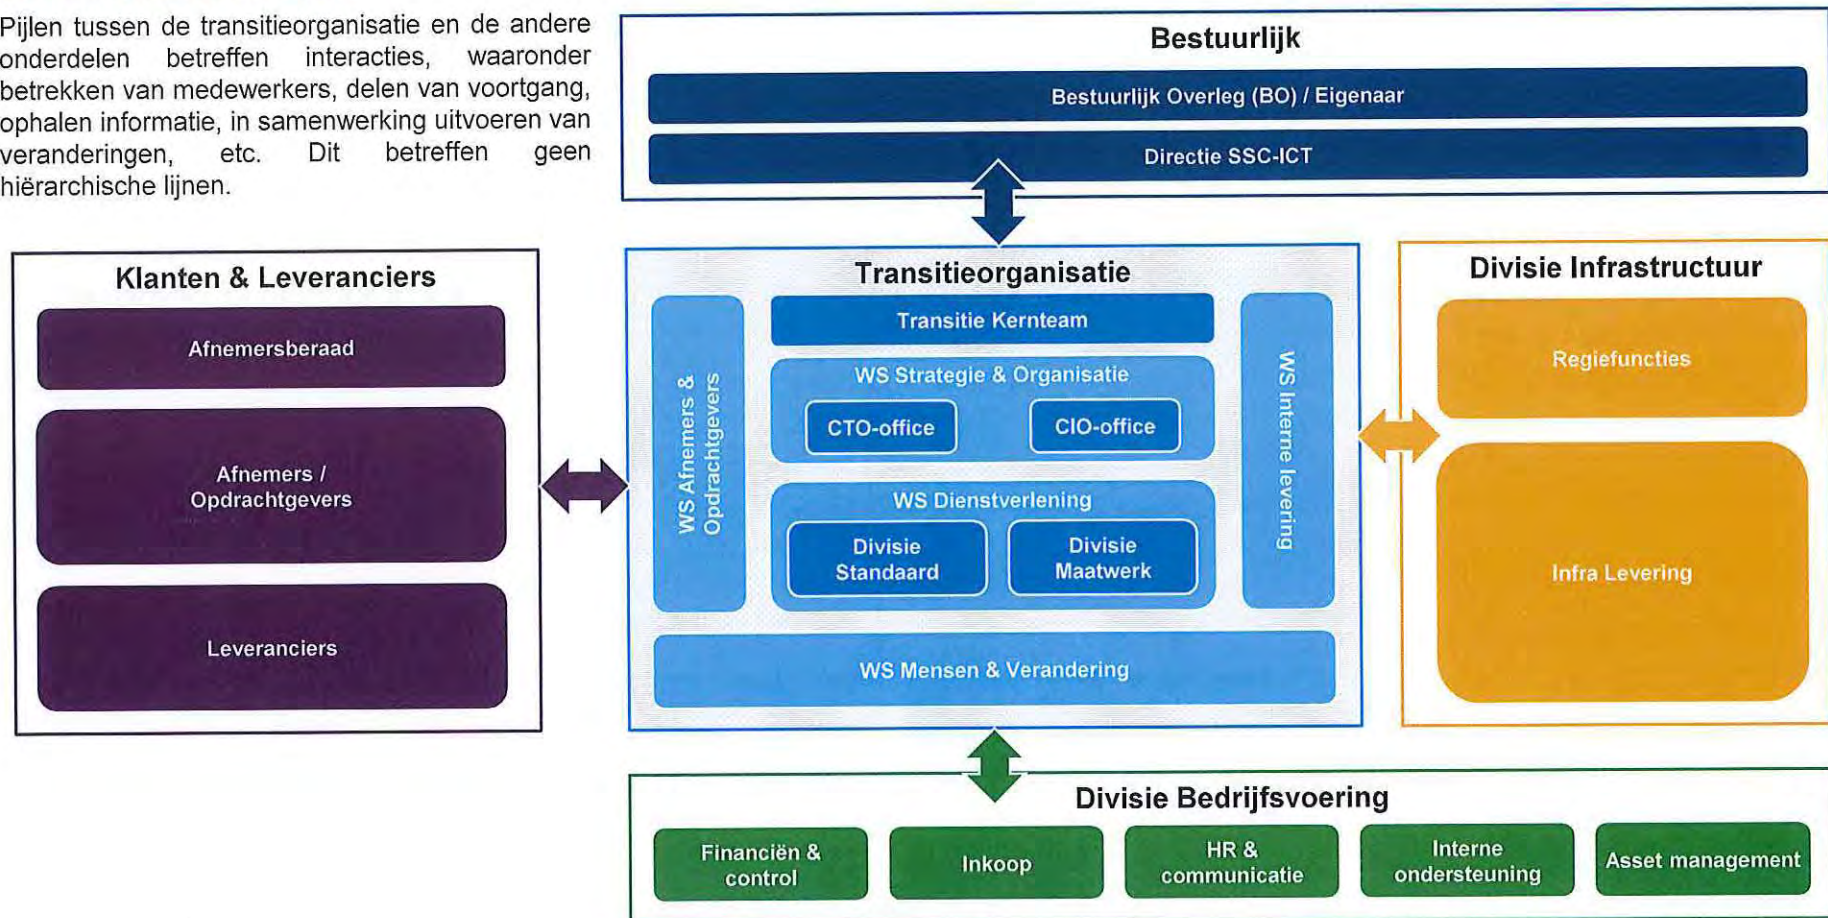 Pijlen tussen de transitieorganisatie en de andere
onderdelen betreffen interacties, waaronder
betrekken van medewerkers, delen van voortgang,
ophalen informatie, in samenwerking uitvoeren van
veranderingen, etc. Dit betreffen geen
hiërarchische lijnen.
Bestuurlijk
Bestuurlijk Overleg (BO) / Eigenaar
Directie SSC-ICT
Klanten & Leveranciers
Afnemersberaad
Afnemers /
Opdrachtgevers
Leveranciers
Transitieorganisatie
WS Afnemers &
Opdrachtgevers
Transitie Kernteam
WS Strategie & Organisatie
CTO-office
CIO-office
WS Dienstverlening
Divisie
Standaard
Divisie
Maatwerk
WS Interne levering
WS Mensen & Verandering
Divisie Infrastructuur
Regiefuncties
Infra Levering
Divisie Bedrijfsvoering
Financiën &
control
Inkoop
HR &
communicatie
Interne
ondersteuning
Asset management